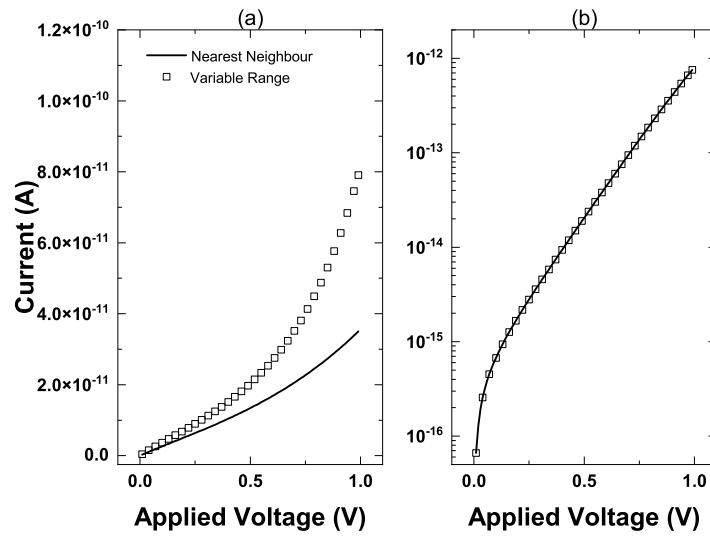 (a)
(b)
Nearest Neighbour
Variable Range
1.2×10⁻¹⁰
1.0×10⁻¹⁰
8.0×10⁻¹¹
6.0×10⁻¹¹
4.0×10⁻¹¹
2.0×10⁻¹¹
0.0
Current (A)
10⁻¹²
10⁻¹³
10⁻¹⁴
10⁻¹⁵
10⁻¹⁶
0.0 0.5 1.0
0.0 0.5 1.0
Applied Voltage (V)
Applied Voltage (V)